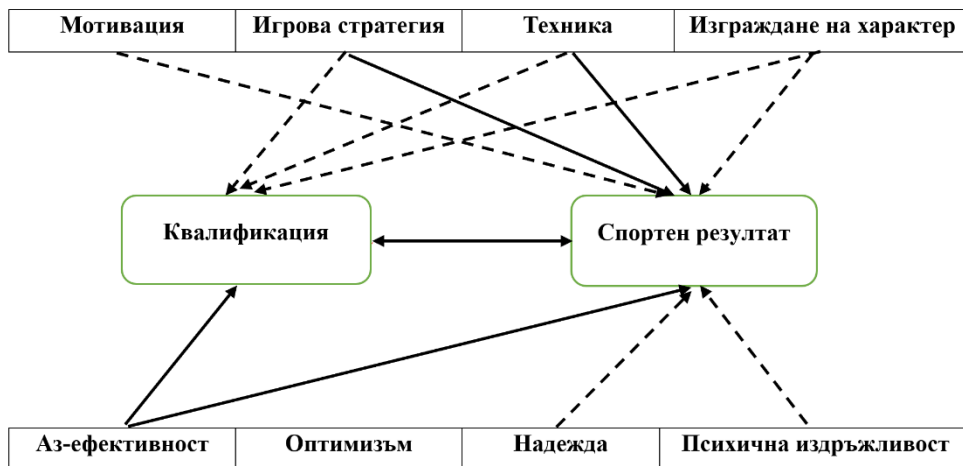 Мотивация
Игрова стратегия
Техника
Изграждане на характер
Квалификация
Спортен резултат
Аз-ефективност
Оптимизъм
Надежда
Психична издръжливост